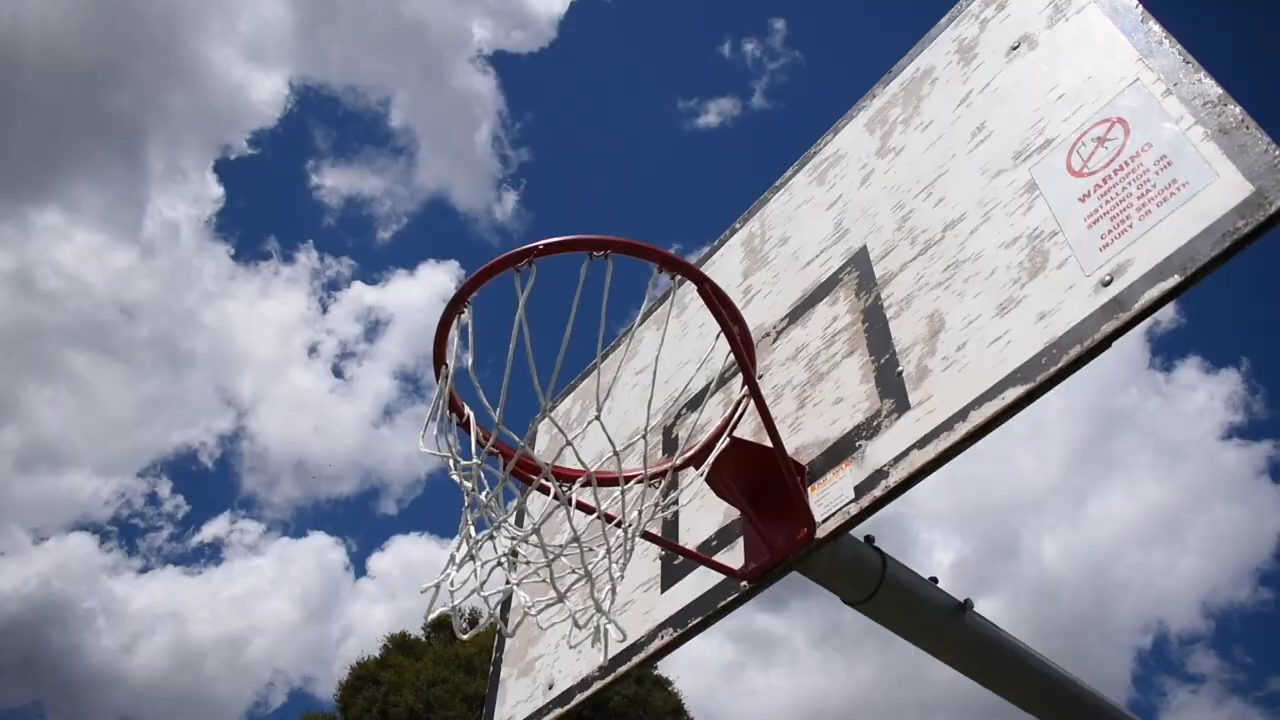 WARNING
IMPROPER
INSTALLATION OR
SWINGING ON THE
RING MAY
CAUSE SERIOUS
INJURY OR DEATH.